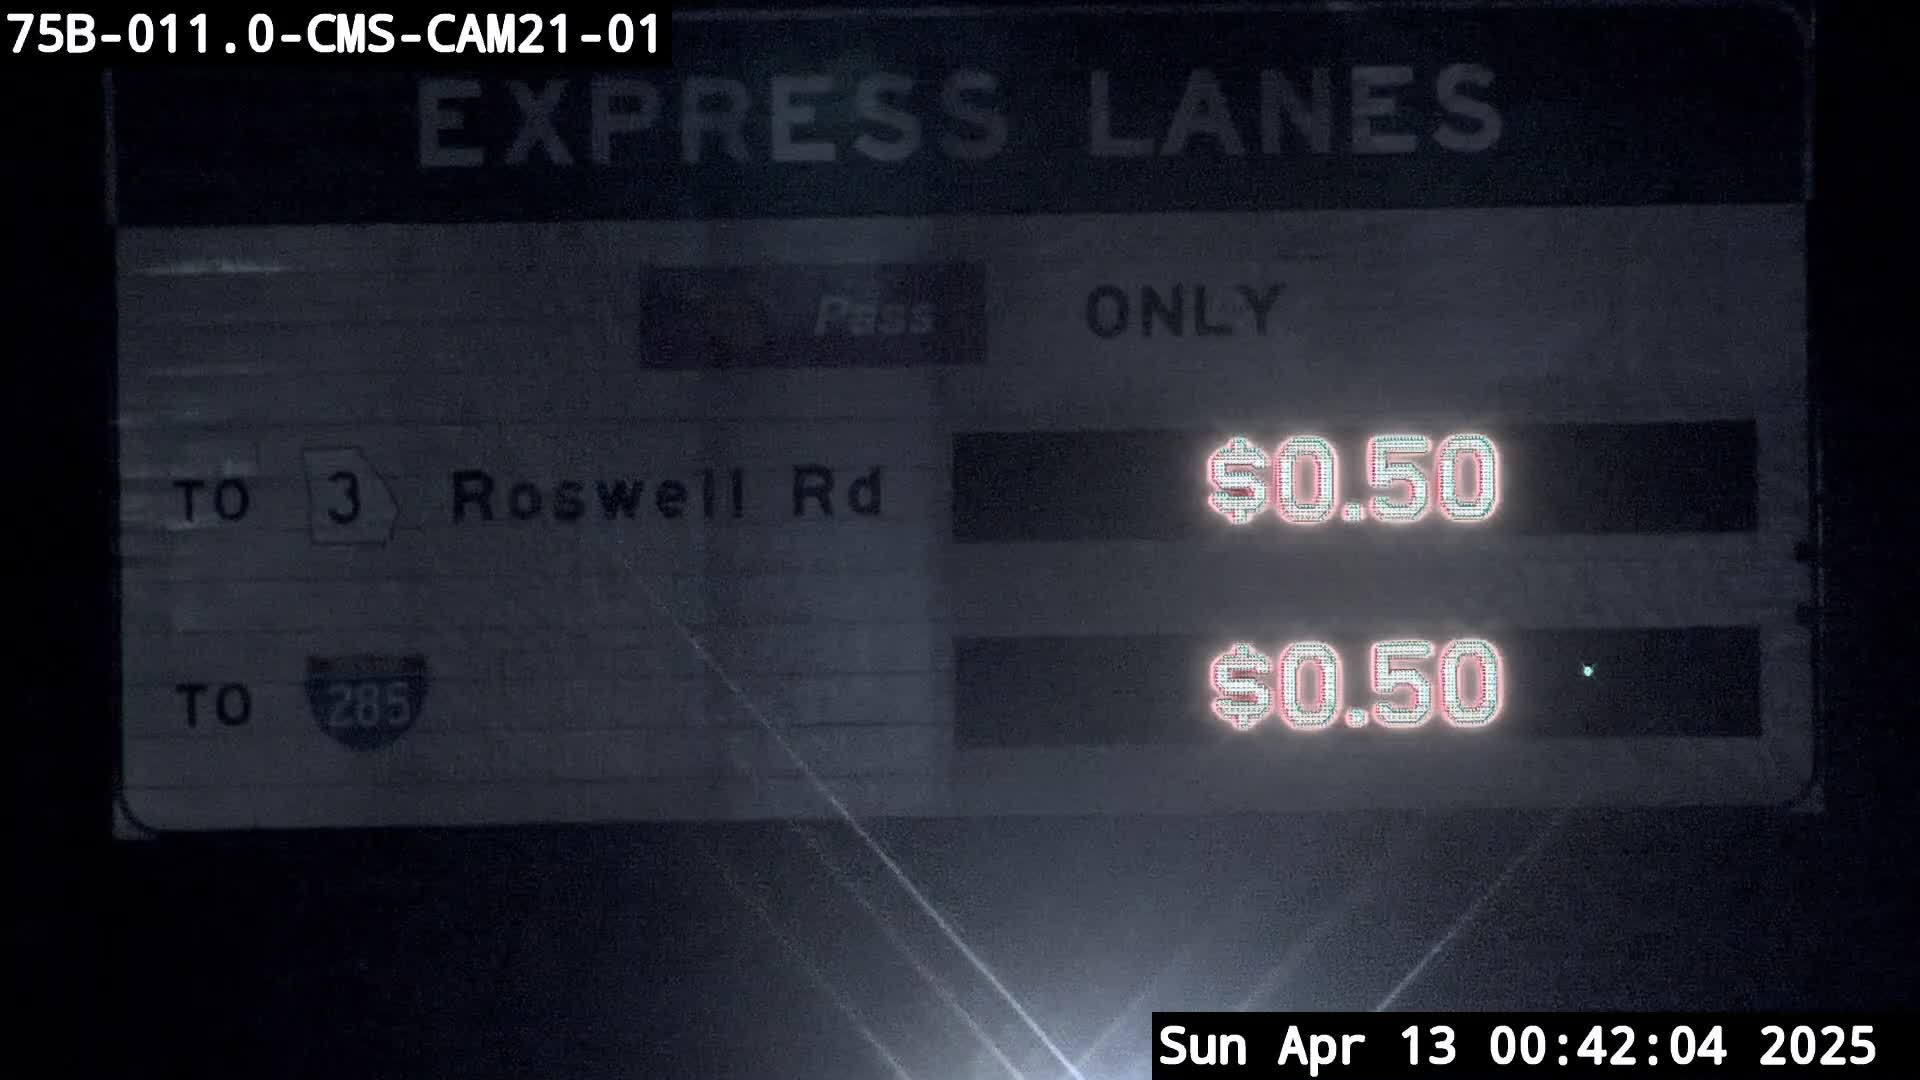 75B-011.0-CMS-CAM21-01
EXPRESS LANES
Pass ONLY
TO 3 Roswell Rd $0.50
TO 285 $0.50
Sun Apr 13 00:42:04 2025